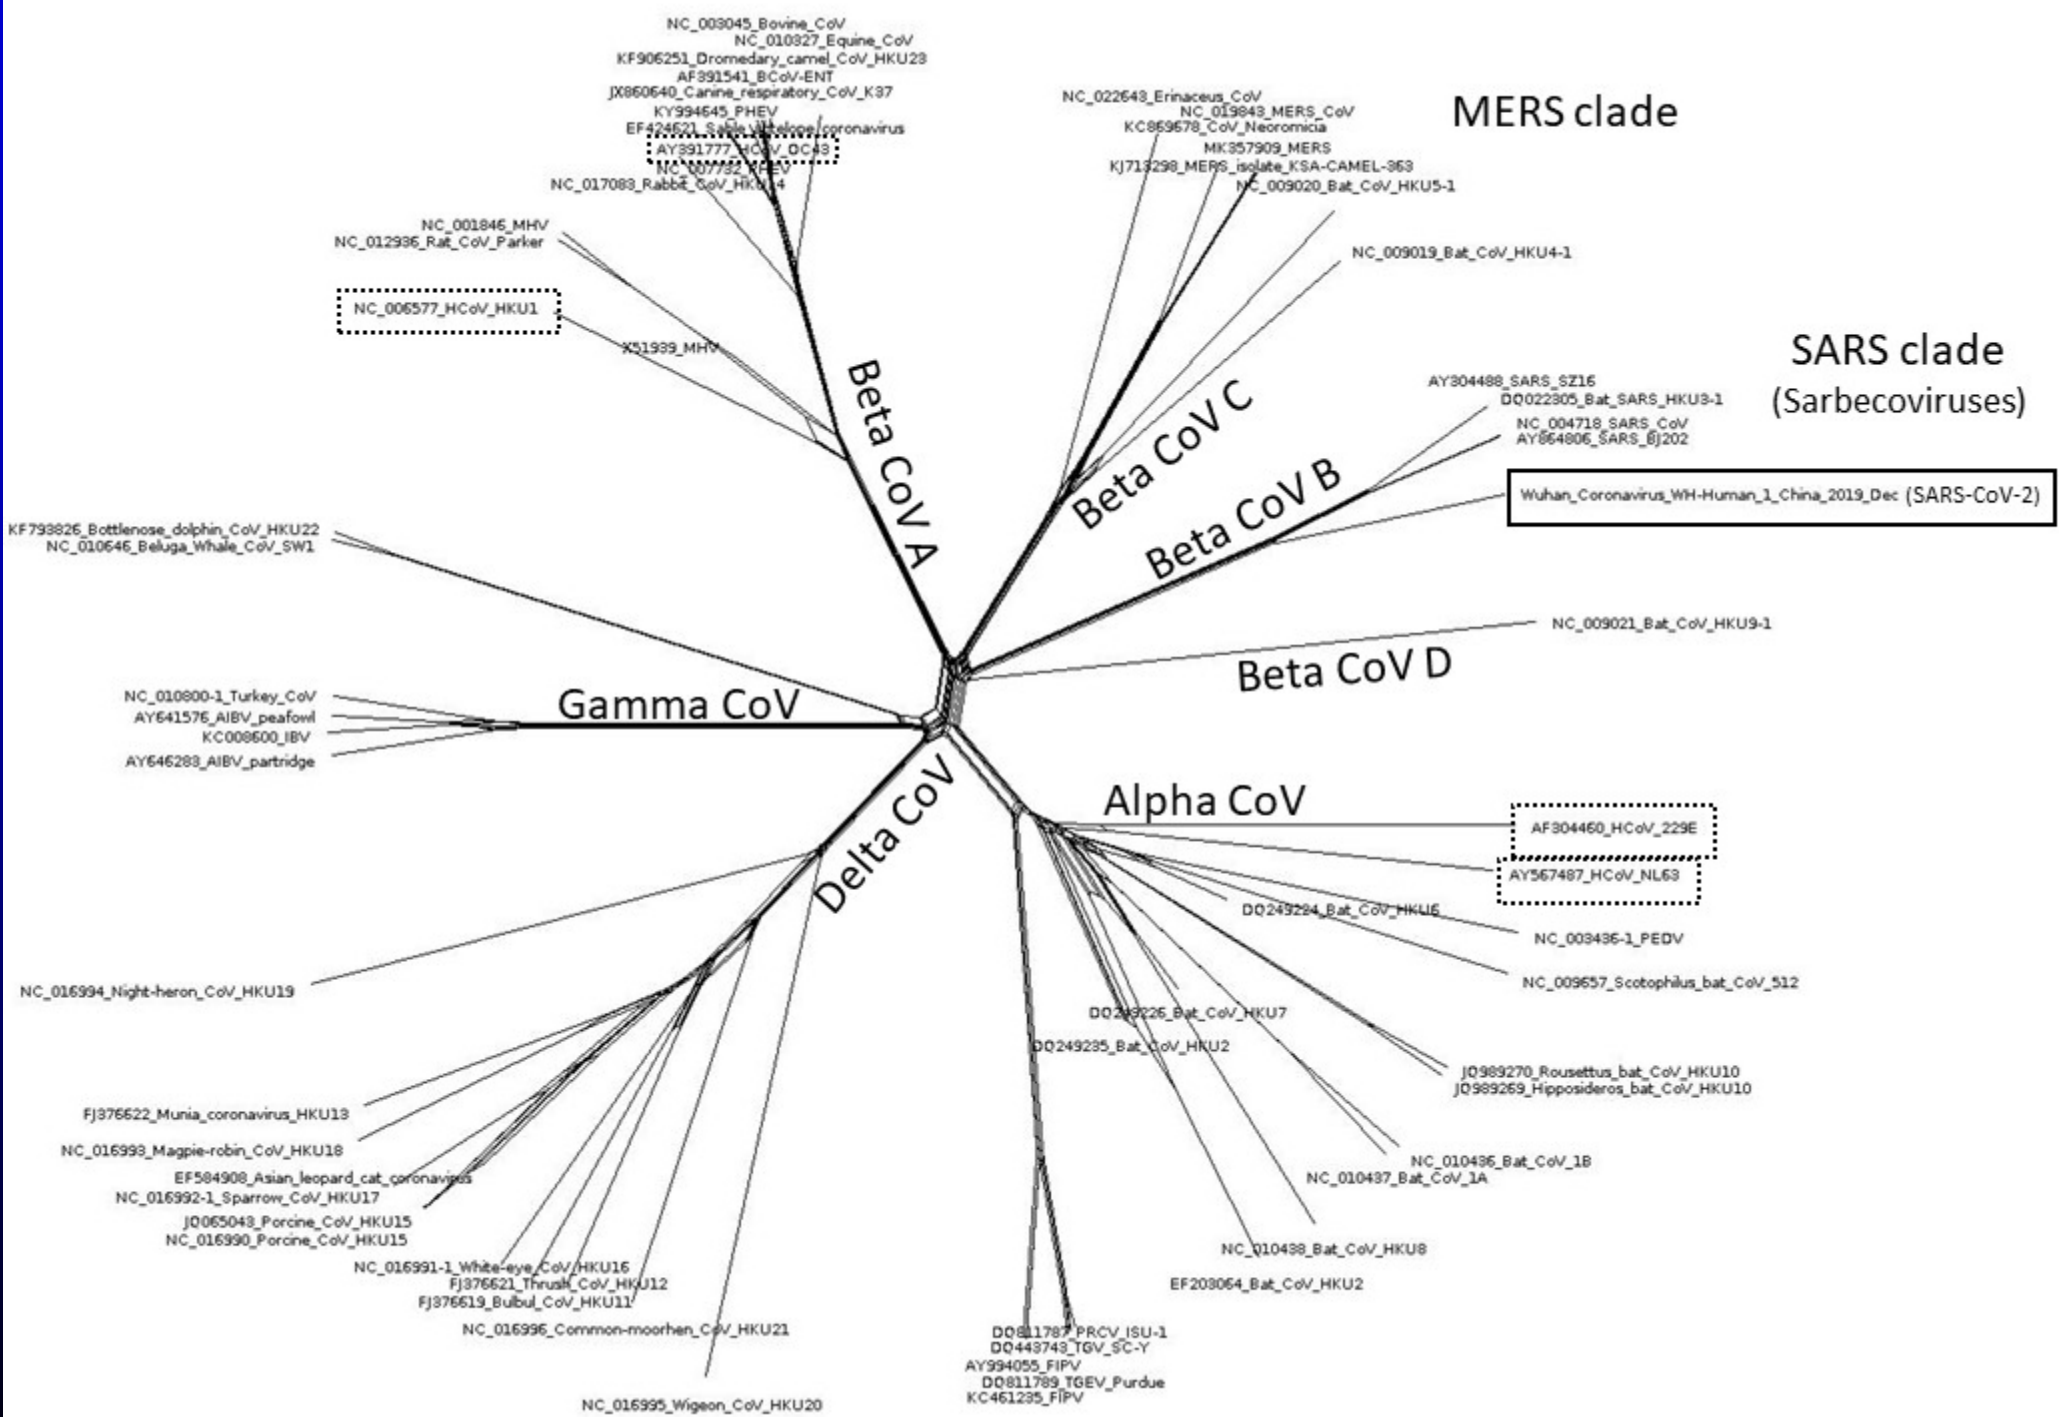 NC_003045_Bovine_CoV
NC_010327_Equine_CoV
KF906251_Dromedary_camel_CoV_HKU23
AF391541_BCoV-ENT
JX860640_Canine_respiratory_CoV_K37
KY994645_PHEV
EF424621_Sable_Antelope_coronavirus
AY391777_HCoV_OC43
NC_007732_PHEV
NC_017083_Rabbit_CoV_HKU14
NC_001846_MHV
NC_012936_Rat_CoV_Parker
NC_006577_HCoV_HKU1
X51939_MHV
Beta CoV A
NC_022643_Erinaceus_CoV
NC_019843_MERS_CoV
KC869678_CoV_Neoromicia
MK357909_MERS
KJ713298_MERS_isolate_KSA-CAMEL-363
NC_009020_Bat_CoV_HKU5-1
NC_009019_Bat_CoV_HKU4-1
MERS clade
Beta CoV C
SARS clade
(Sarbecoviruses)
AY304488_SARS_SZ16
DQ022305_Bat_SARS_HKU3-1
NC_004718_SARS_CoV
AY864806_SARS_BJ202
Wuhan_Coronavirus_WH-Human_1_China_2019_Dec (SARS-CoV-2)
Beta CoV B
NC_009021_Bat_CoV_HKU9-1
Beta CoV D
KF793826_Bottlenose_dolphin_CoV_HKU22
NC_010646_Beluga_Whale_CoV_SW1
NC_010800-1_Turkey_CoV
AY641576_AIBV_peafowl
KC008600_IBV
AY646283_AIBV_partridge
Gamma CoV
Delta CoV
Alpha CoV
AF304460_HCoV_229E
AY567487_HCoV_NL63
DQ249224_Bat_CoV_HKU6
NC_003436-1_PEDV
NC_009657_Scotophilus_bat_CoV_512
DQ249226_Bat_CoV_HKU7
DQ249235_Bat_CoV_HKU2
JQ989270_Rousettus_bat_CoV_HKU10
JQ989269_Hipposideros_bat_CoV_HKU10
NC_010436_Bat_CoV_1B
NC_010437_Bat_CoV_1A
NC_010438_Bat_CoV_HKU8
EF203064_Bat_CoV_HKU2
NC_016994_Night-heron_CoV_HKU19
FJ376622_Munia_coronavirus_HKU13
NC_016993_Magpie-robin_CoV_HKU18
EF584908_Asian_leopard_cat_coronavirus
NC_016992-1_Sparrow_CoV_HKU17
JQ065043_Porcine_CoV_HKU15
NC_016990_Porcine_CoV_HKU15
NC_016991-1_White-eye_CoV_HKU16
FJ376621_Thrush_CoV_HKU12
FJ376619_Bulbul_CoV_HKU11
NC_016996_Common-moorhen_CoV_HKU21
NC_016995_Wigeon_CoV_HKU20
DQ811787_PRCV_ISU-1
DQ443743_TGV_SC-Y
AY994055_FIPV
DQ811789_TGEV_Purdue
KC461235_FIPV